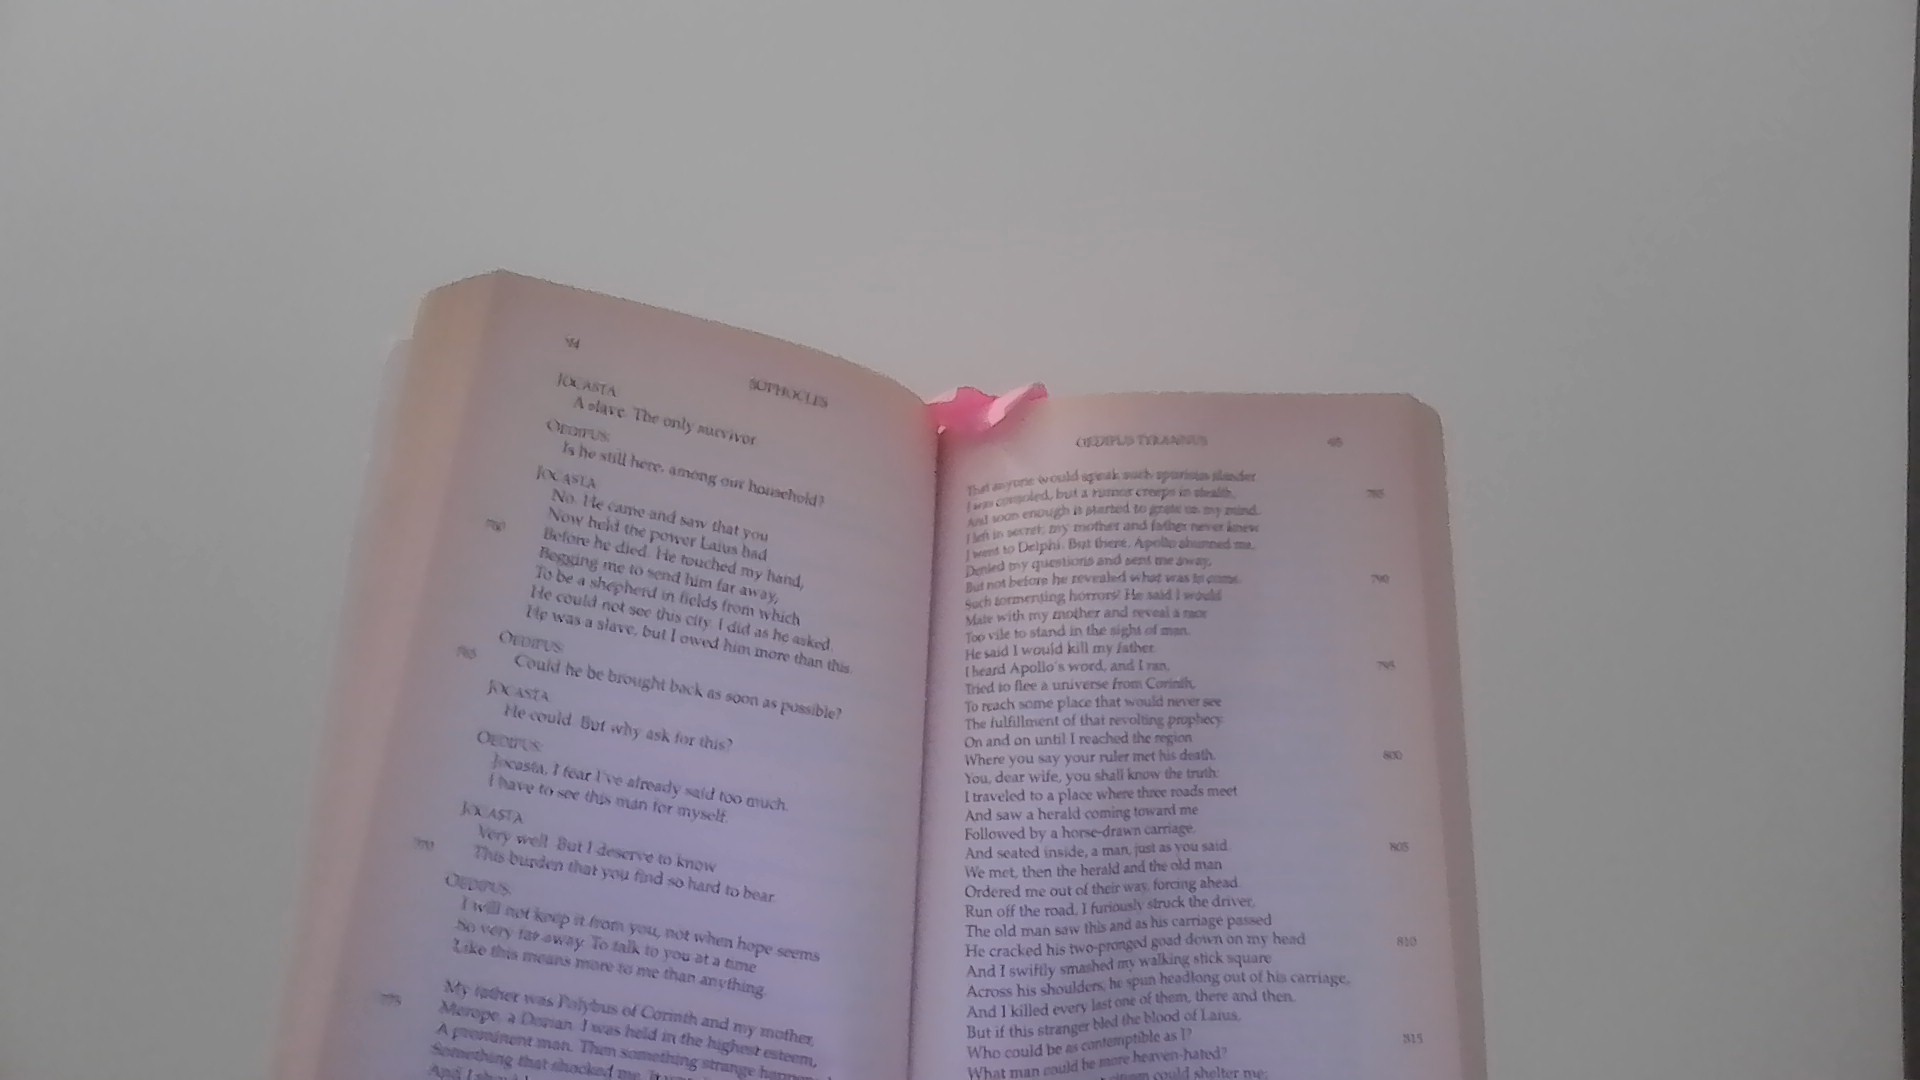 44
SOPHOCLES
JOCASTA:
A slave. The only survivor.
OEDIPUS:
Is he still here, among our household?
JOCASTA:
No. He came and saw that you
Now held the power Laius had
760
Before he died. He touched my hand,
Begging me to send him far away,
To be a shepherd in fields from which
He could not see this city. I did as he asked.
He was a slave, but I owed him more than this.
OEDIPUS:
765
Could he be brought back as soon as possible?
JOCASTA:
He could. But why ask for this?
OEDIPUS:
Jocasta, I fear I've already said too much.
I have to see this man for myself.
JOCASTA:
Very well. But I deserve to know
770
This burden that you find so hard to bear.
OEDIPUS:
I will not keep it from you, not when hope seems
So very far away. To talk to you at a time
Like this means more to me than anything.
775
My father was Polybus of Corinth and my mother,
Merope, a Dorian. I was held in the highest esteem,
A prominent man. Then something strange
Something that shocked me.
And I
OEDIPUS TYRANNUS
45
That anyone would speak such spurious slander.
I was consoled, but a rumor creeps in stealth, 785
And soon enough it started to grate on my mind.
I left in secret; my mother and father never knew
I went to Delphi. But there, Apollo shunned me,
Denied my questions and sent me away,
But not before he revealed what was to come. 790
Such tormenting horrors! He said I would
Mate with my mother and reveal a race
Too vile to stand in the sight of man.
He said I would kill my father.
I heard Apollo's word, and I ran, 795
Tried to flee a universe from Corinth,
To reach some place that would never see
The fulfillment of that revolting prophecy.
On and on until I reached the region
Where you say your ruler met his death. 800
You, dear wife, you shall know the truth:
I traveled to a place where three roads meet
And saw a herald coming toward me
Followed by a horse-drawn carriage.
And seated inside, a man, just as you said. 805
We met, then the herald and the old man
Ordered me out of their way, forcing ahead.
Run off the road, I furiously struck the driver,
The old man saw this and as his carriage passed
He cracked his two-pronged goad down on my head 810
And I swiftly smashed my walking stick square
Across his shoulders; he spun headlong out of his carriage,
And I killed every last one of them, there and then.
But if this stranger bled the blood of Laius,
Who could be as contemptible as I? 815
What man could be more heaven-hated?
could shelter me;